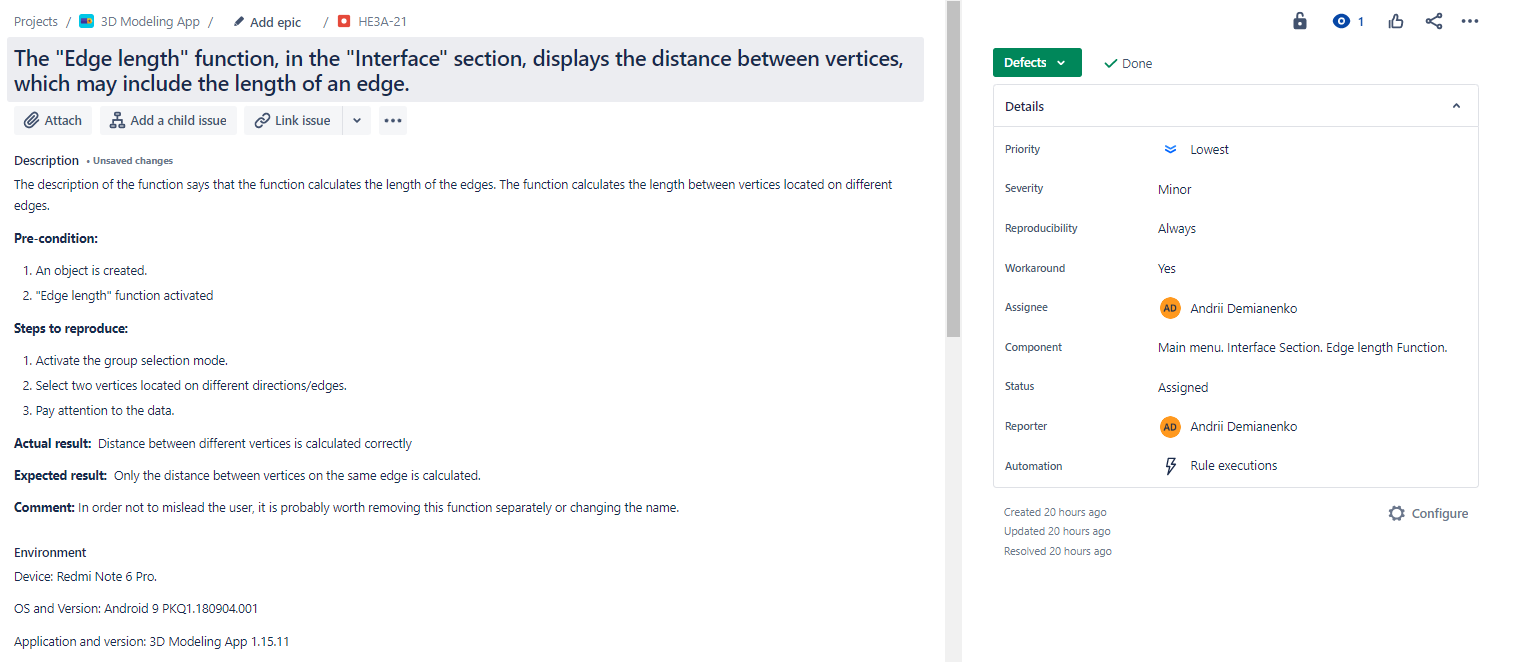 Projects / 3D Modeling App / Add epic / HE3A-21
The "Edge length" function, in the "Interface" section, displays the distance between vertices,
which may include the length of an edge.
Attach Add a child issue Link issue
Description • Unsaved changes
The description of the function says that the function calculates the length of the edges. The function calculates the length between vertices located on different
edges.
Pre-condition:
1. An object is created.
2. "Edge length" function activated
Steps to reproduce:
1. Activate the group selection mode.
2. Select two vertices located on different directions/edges.
3. Pay attention to the data.
Actual result: Distance between different vertices is calculated correctly
Expected result: Only the distance between vertices on the same edge is calculated.
Comment: In order not to mislead the user, it is probably worth removing this function separately or changing the name.
Environment
Device: Redmi Note 6 Pro.
OS and Version: Android 9 PKQ1.180904.001
Application and version: 3D Modeling App 1.15.11
1
Defects Done
Details
Priority Lowest
Severity Minor
Reproducibility Always
Workaround Yes
Assignee AD Andrii Demianenko
Component Main menu. Interface Section. Edge length Function.
Status Assigned
Reporter AD Andrii Demianenko
Automation Rule executions
Created 20 hours ago Configure
Updated 20 hours ago
Resolved 20 hours ago